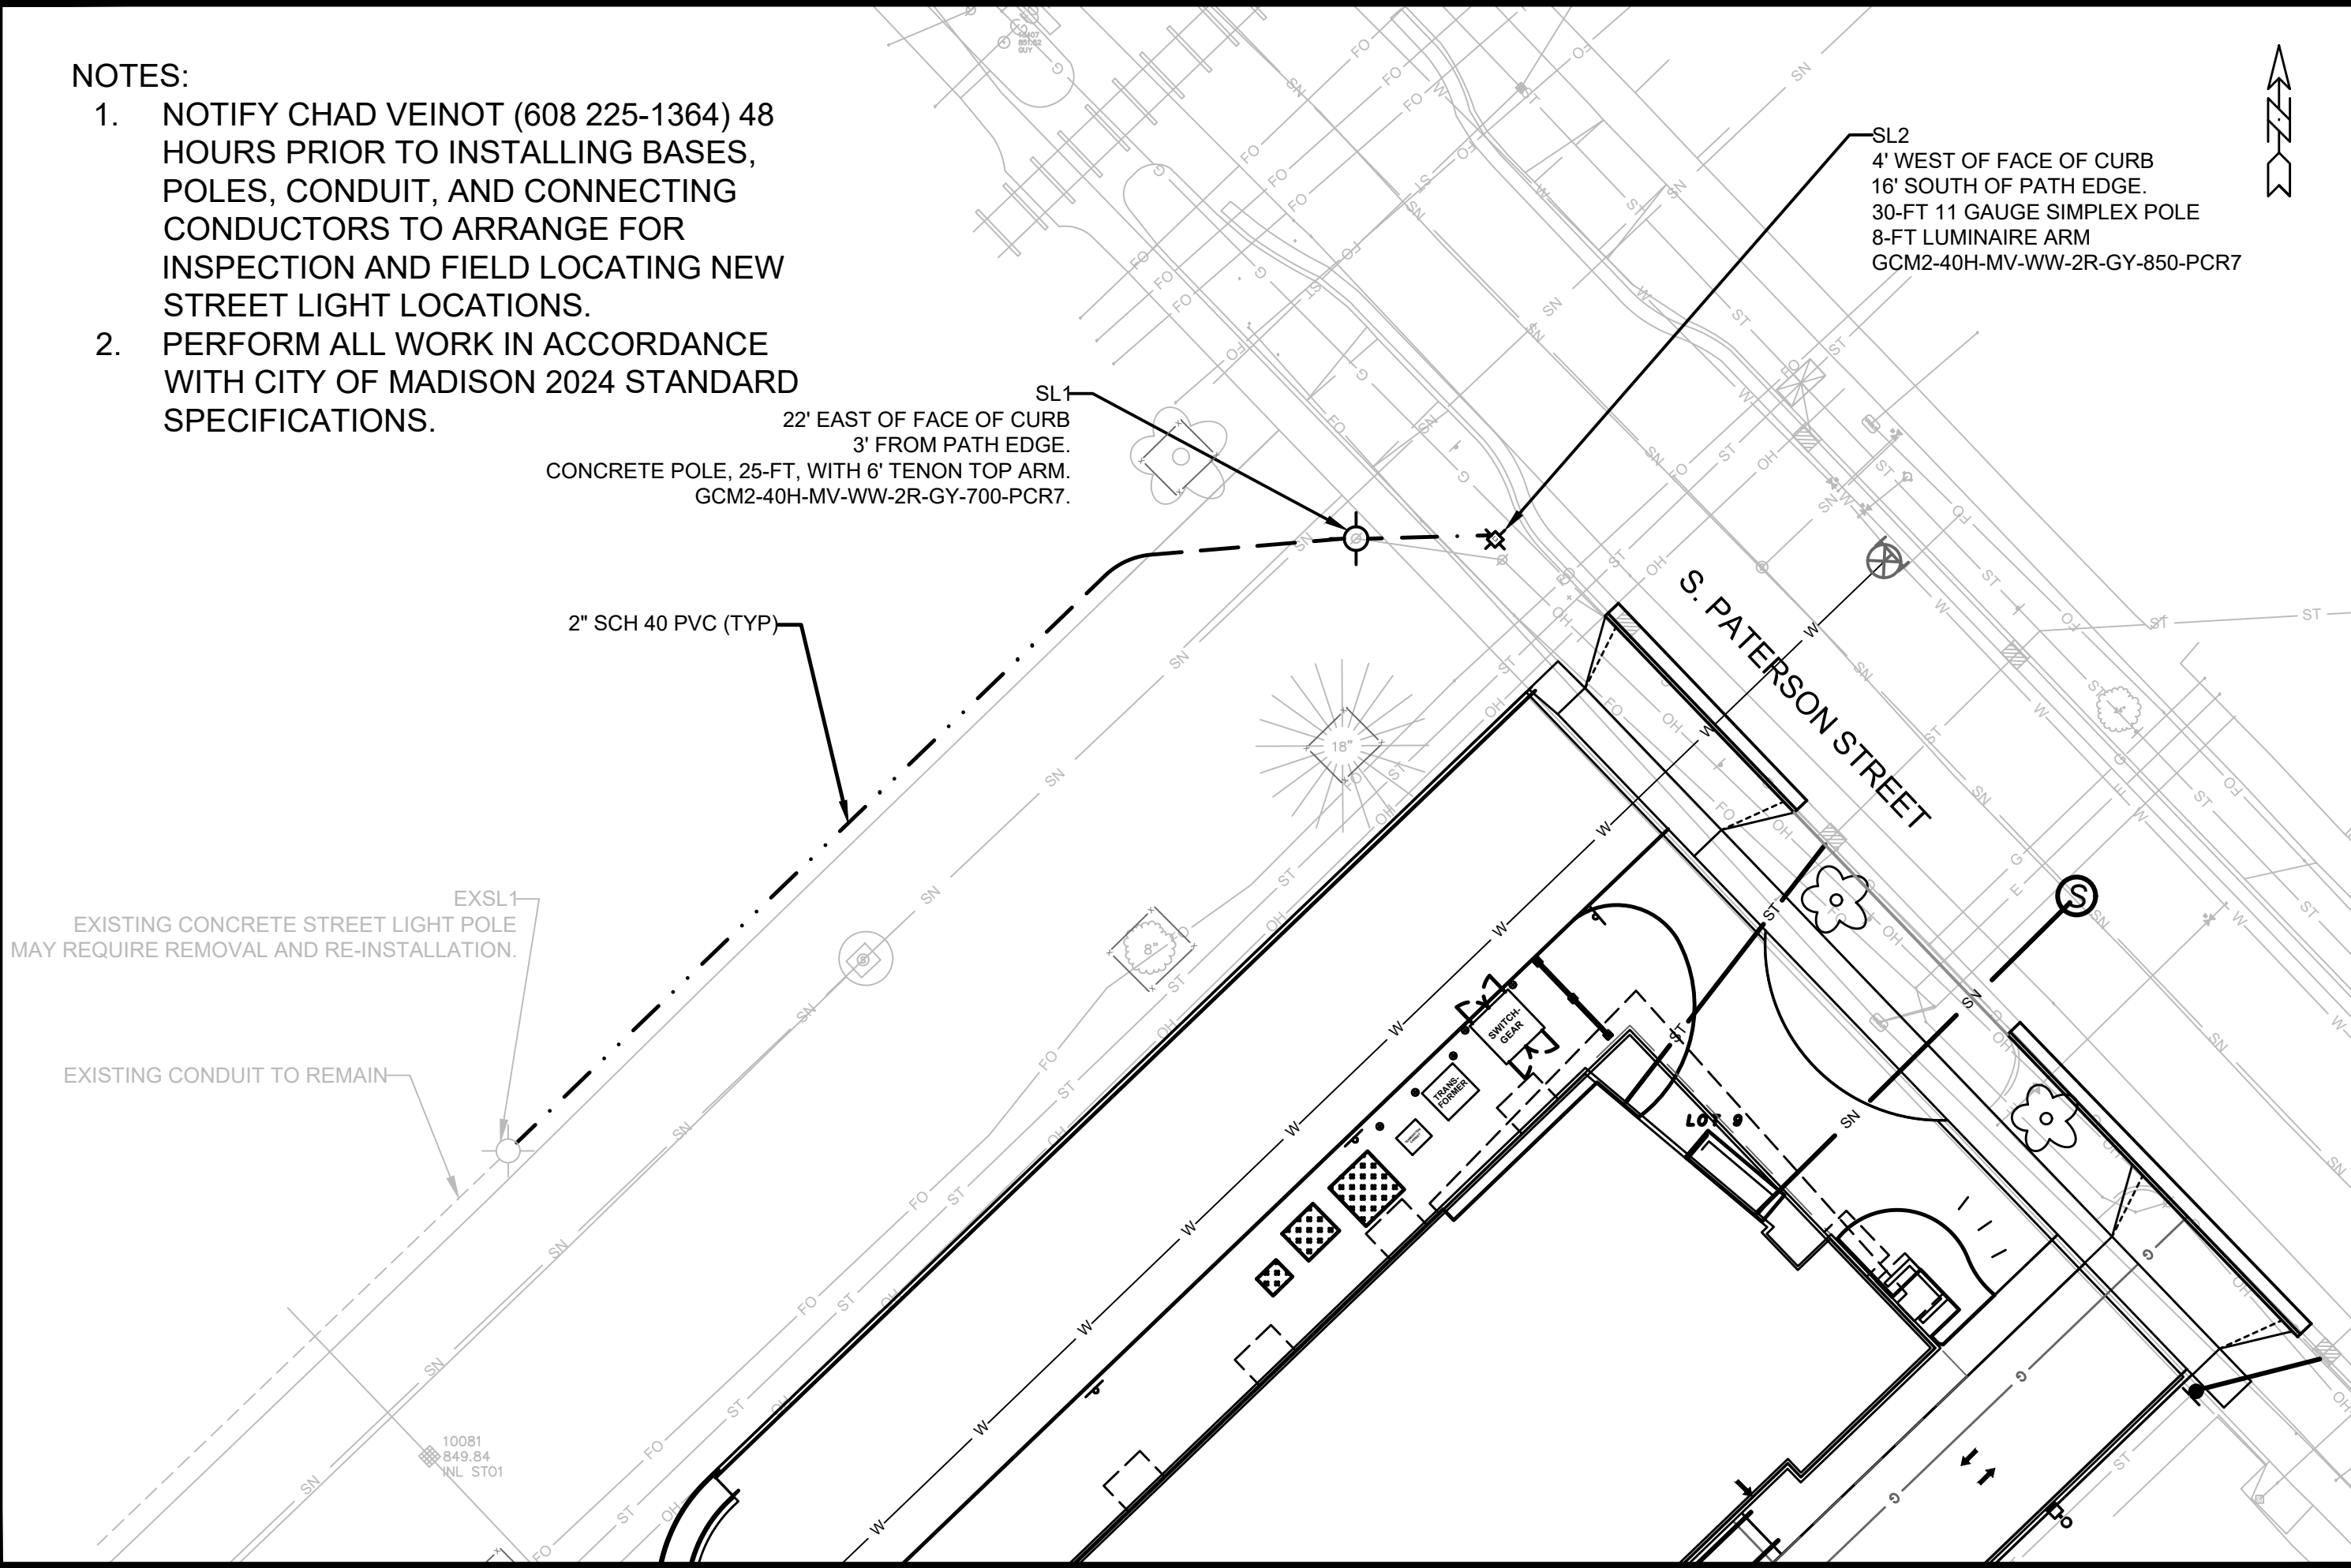 NOTES:
1. NOTIFY CHAD VEINOT (608 225-1364) 48
HOURS PRIOR TO INSTALLING BASES,
POLES, CONDUIT, AND CONNECTING
CONDUCTORS TO ARRANGE FOR
INSPECTION AND FIELD LOCATING NEW
STREET LIGHT LOCATIONS.
2. PERFORM ALL WORK IN ACCORDANCE
WITH CITY OF MADISON 2024 STANDARD
SPECIFICATIONS.
SL1
22' EAST OF FACE OF CURB
3' FROM PATH EDGE.
CONCRETE POLE, 25-FT, WITH 6' TENON TOP ARM.
GCM2-40H-MV-WW-2R-GY-700-PCR7.
SL2
4' WEST OF FACE OF CURB
16' SOUTH OF PATH EDGE.
30-FT 11 GAUGE SIMPLEX POLE
8-FT LUMINAIRE ARM
GCM2-40H-MV-WW-2R-GY-850-PCR7
N
2" SCH 40 PVC (TYP)
S. PATERSON STREET
18"
8"
S
EXSL1
EXISTING CONCRETE STREET LIGHT POLE
MAY REQUIRE REMOVAL AND RE-INSTALLATION.
EXISTING CONDUIT TO REMAIN
SWITCH-
GEAR
TRANS-
FORMER
LOT 9
10081
849.84
INL ST01